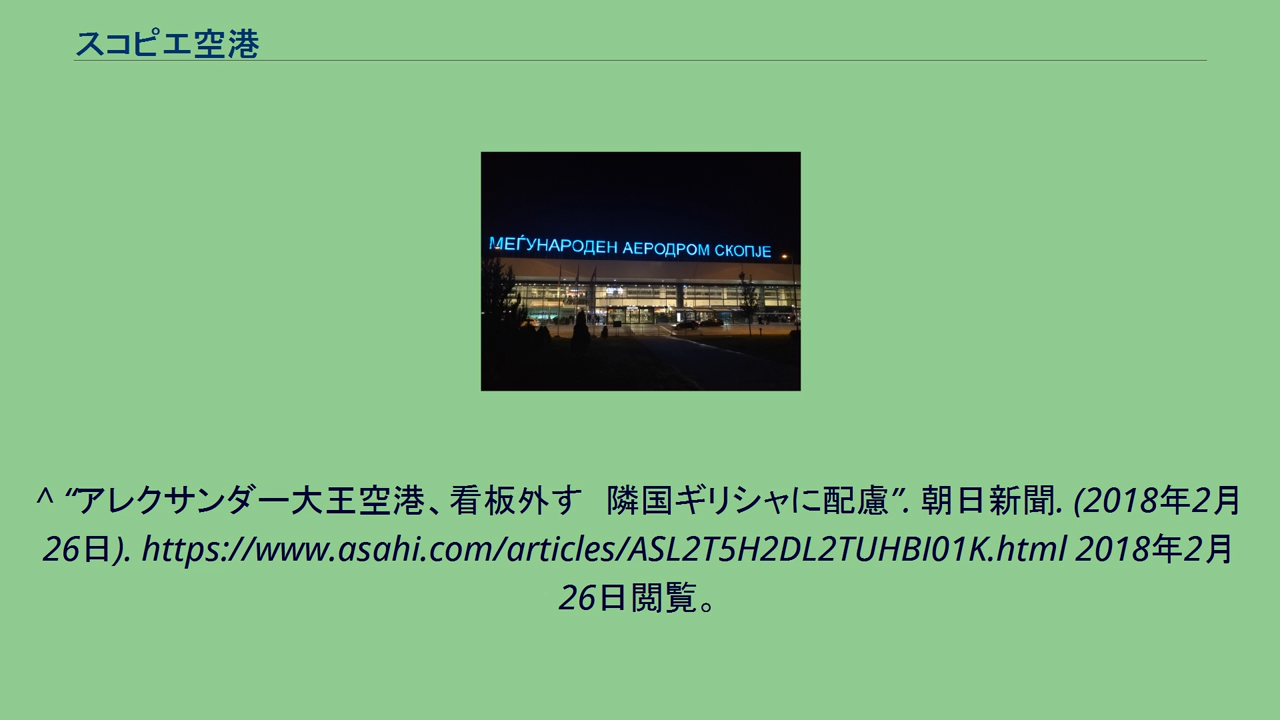 スコピエ空港
МЕЃУНАРОДЕН АЕРОДРОМ СКОПЈЕ
^ “アレクサンダー大王空港、看板外す　隣国ギリシャに配慮”. 朝日新聞. (2018年2月
26日). https://www.asahi.com/articles/ASL2T5H2DL2TUHBI01K.html 2018年2月
26日閲覧。